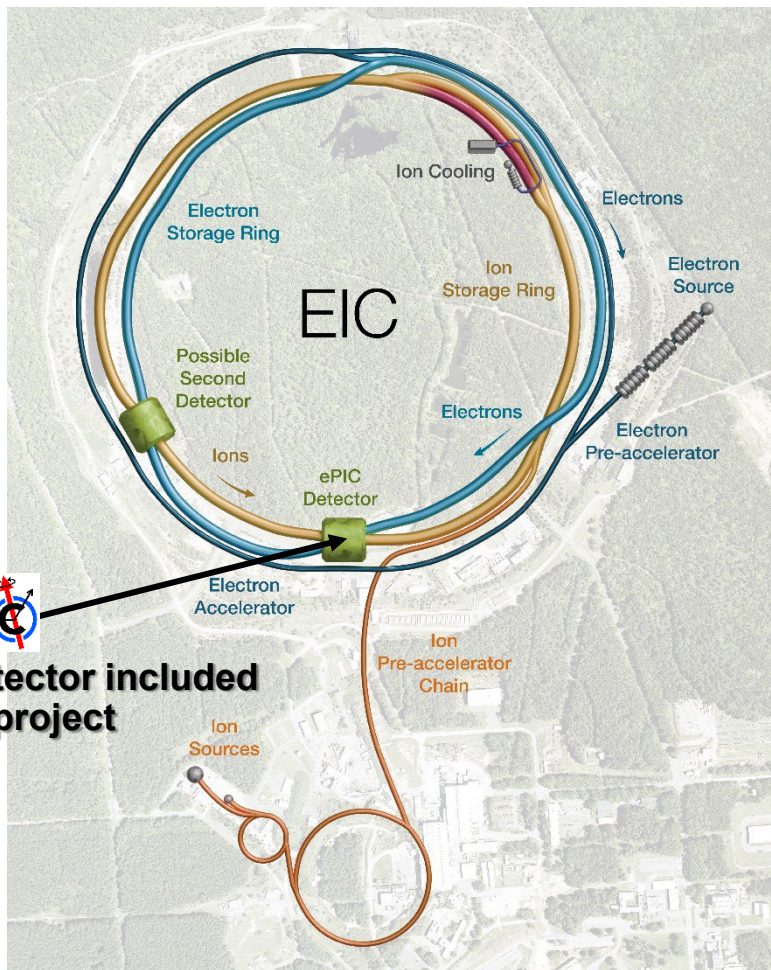 Ion Cooling
Electrons
Electron
Storage Ring
Electron
Source
Ion
Storage Ring
EIC
Possible
Second
Detector
Electrons
Electron
Pre-accelerator
Ions
ePIC
Detector
Electron
Accelerator
C
Ion
Pre-accelerator
Chain
tector included
project
Ion
Sources